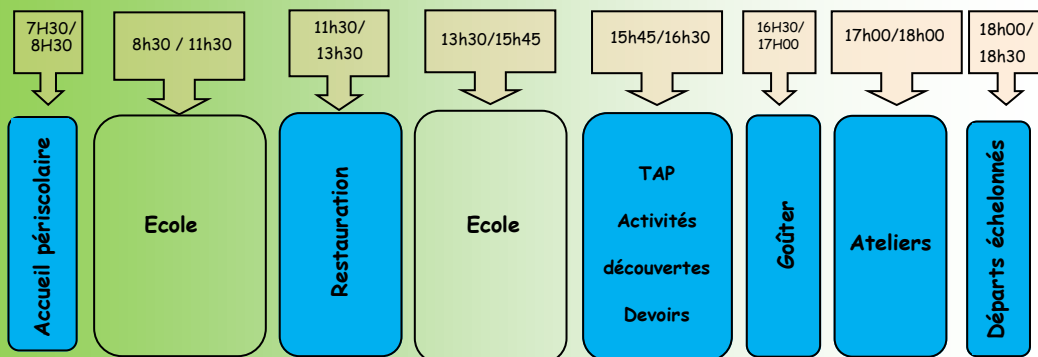 7H30/
8H30
8h30 / 11h30
11h30/
13h30
13h30/15h45
15h45/16h30
16H30/
17H00
17h00/18h00
18h00/
18h30
Accueil périscolaire
Ecole
Restauration
Ecole
TAP
Activités
découvertes
Devoirs
Goûter
Ateliers
Départs échelonnés